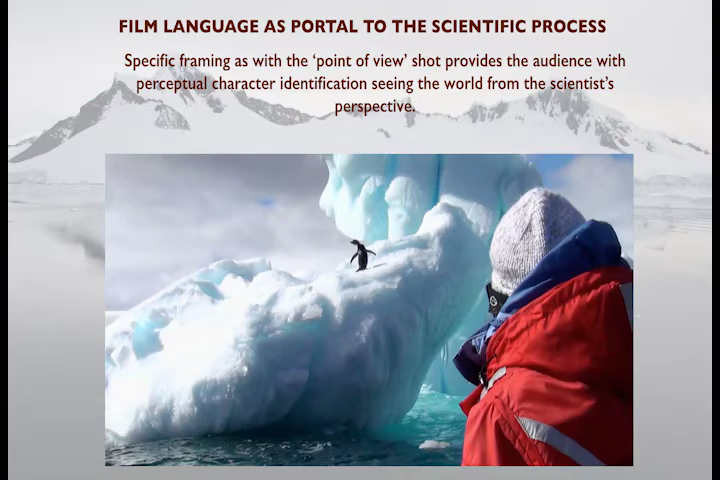 FILM LANGUAGE AS PORTAL TO THE SCIENTIFIC PROCESS
Specific framing as with the ‘point of view’ shot provides the audience with
perceptual character identification seeing the world from the scientist’s
perspective.